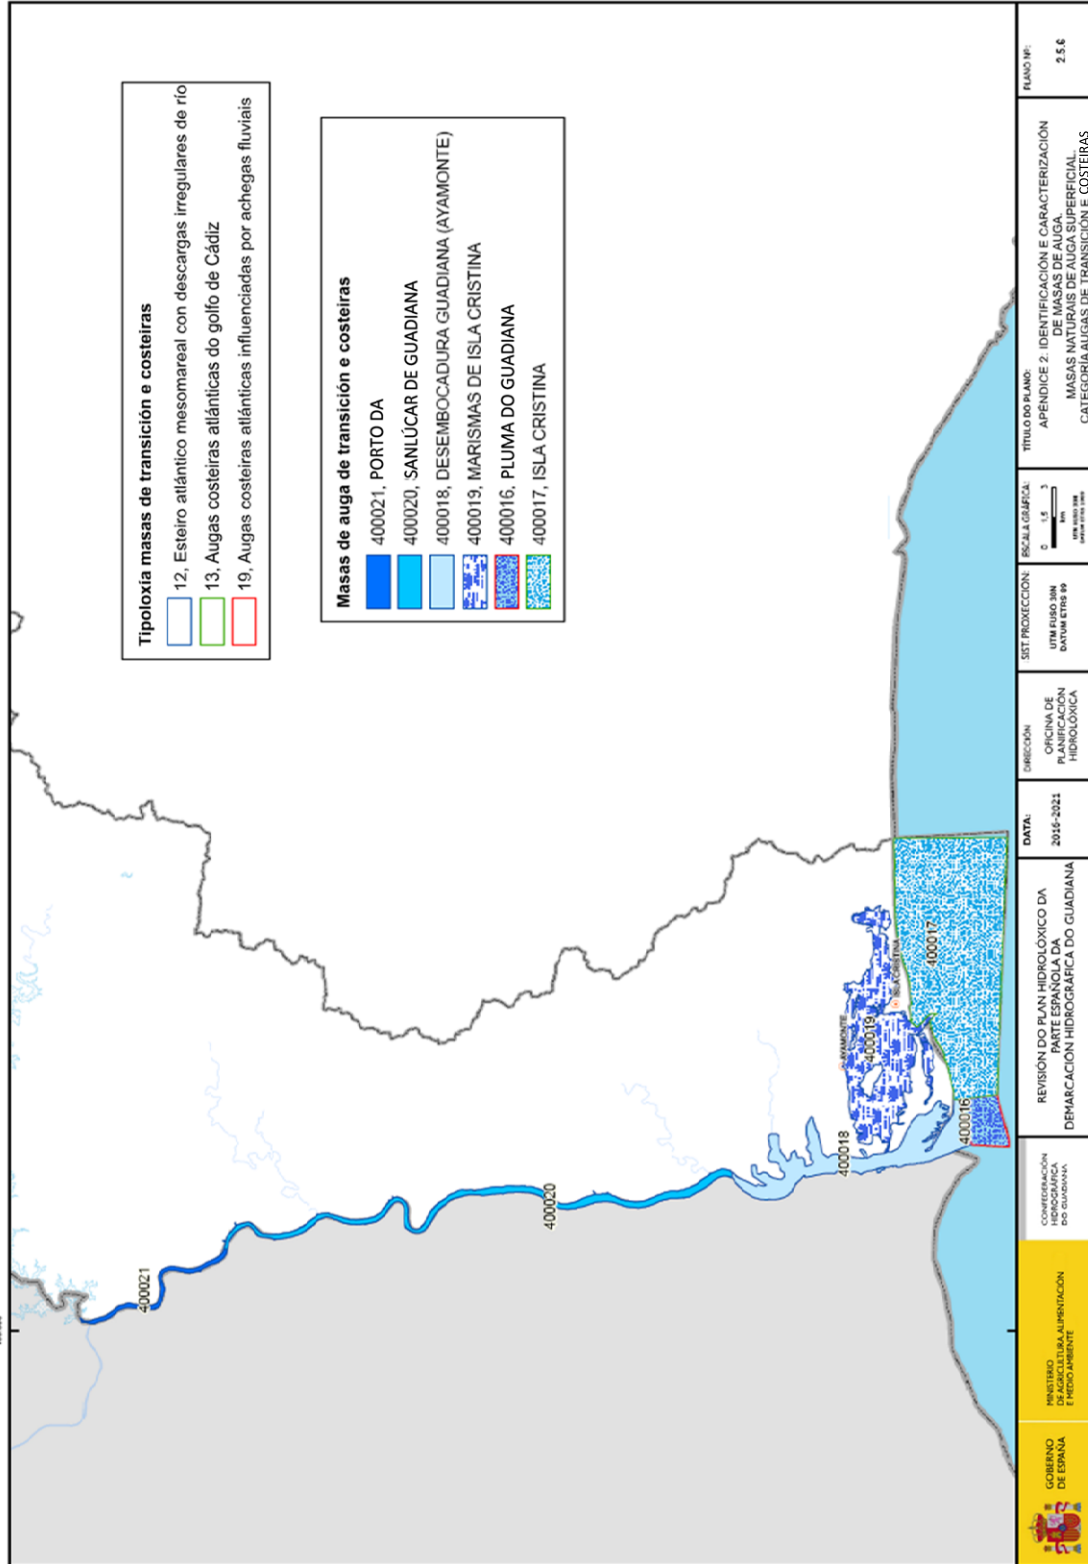 Tipoloxia masas de transición e costeiras
12, Esteiro atlántico mesomareal con descargas irregulares de río
13, Augas costeiras atlánticas do golfo de Cádiz
19, Augas costeiras atlánticas influenciadas por achegas fluviais
Masas de auga de transición e costeiras
400021, PORTO DA
400020, SANLÚCAR DE GUADIANA
400018, DESEMBOCADURA GUADIANA (AYAMONTE)
400019, MARISMAS DE ISLA CRISTINA
400016, PLUMA DO GUADIANA
400017, ISLA CRISTINA
400021
400020
400018
AYAMONTE
400019
ISLA CRISTINA
400017
400016
GOBERNO
DE ESPAÑA
MINISTERIO
DE AGRICULTURA, ALIMENTACIÓN
E MEDIO AMBIENTE
CONFEDERACIÓN
HIDROGRÁFICA
DO GUADIANA
REVISIÓN DO PLAN HIDROLÓXICO DA
PARTE ESPAÑOLA DA
DEMARCACIÓN HIDROGRÁFICA DO GUADIANA
DATA:
2016-2021
DIRECCIÓN
OFICINA DE
PLANIFICACIÓN
HIDROLÓXICA
SIST. PROXECCIÓN:
UTM FUSO 30N
DATUM ETRS 89
ESCALA GRÁFICA:
0 1,5 3
km
TÍTULO DO PLANO:
APÉNDICE 2: IDENTIFICACIÓN E CARACTERIZACIÓN
DE MASAS DE AUGA.
MASAS NATURAIS DE AUGA SUPERFICIAL.
CATEGORÍA AUGAS DE TRANSICIÓN E COSTEIRAS
PLANO Nº:
2.5.6